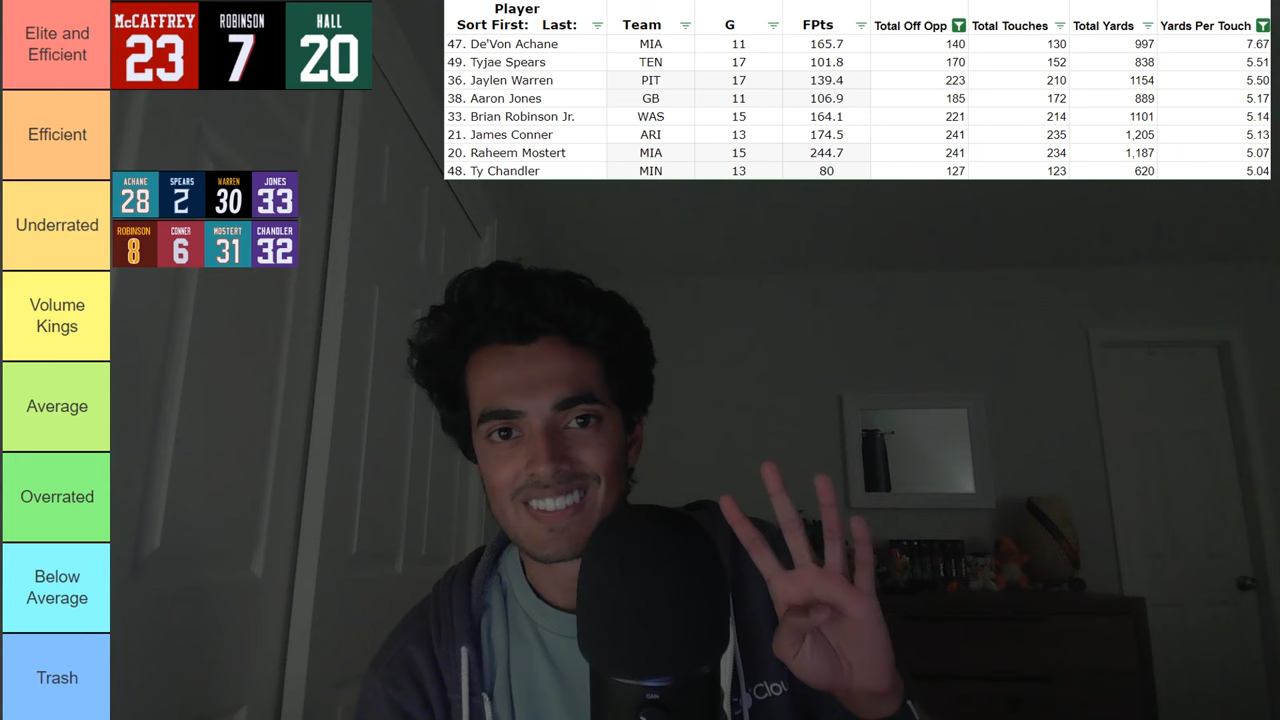 Elite and
Efficient
McCAFFREY
23
ROBINSON
7
HALL
20
Efficient
Underrated
ACHANE
28
SPEARS
2
WARREN
30
JONES
33
ROBINSON
8
CONNER
6
MOSTERT
31
CHANDLER
32
Volume
Kings
Average
Overrated
Below
Average
Trash
Player
Sort First: Last: Team G FPts Total Off Opp Total Touches Total Yards Yards Per Touch
47. De'Von Achane MIA 11 165.7 140 130 997 7.67
49. Tyjae Spears TEN 17 101.8 170 152 838 5.51
36. Jaylen Warren PIT 17 139.4 223 210 1154 5.50
38. Aaron Jones GB 11 106.9 185 172 889 5.17
33. Brian Robinson Jr. WAS 15 164.1 221 214 1101 5.14
21. James Conner ARI 13 174.5 241 235 1,205 5.13
20. Raheem Mostert MIA 15 244.7 241 234 1,187 5.07
48. Ty Chandler MIN 13 80 127 123 620 5.04
GAIN